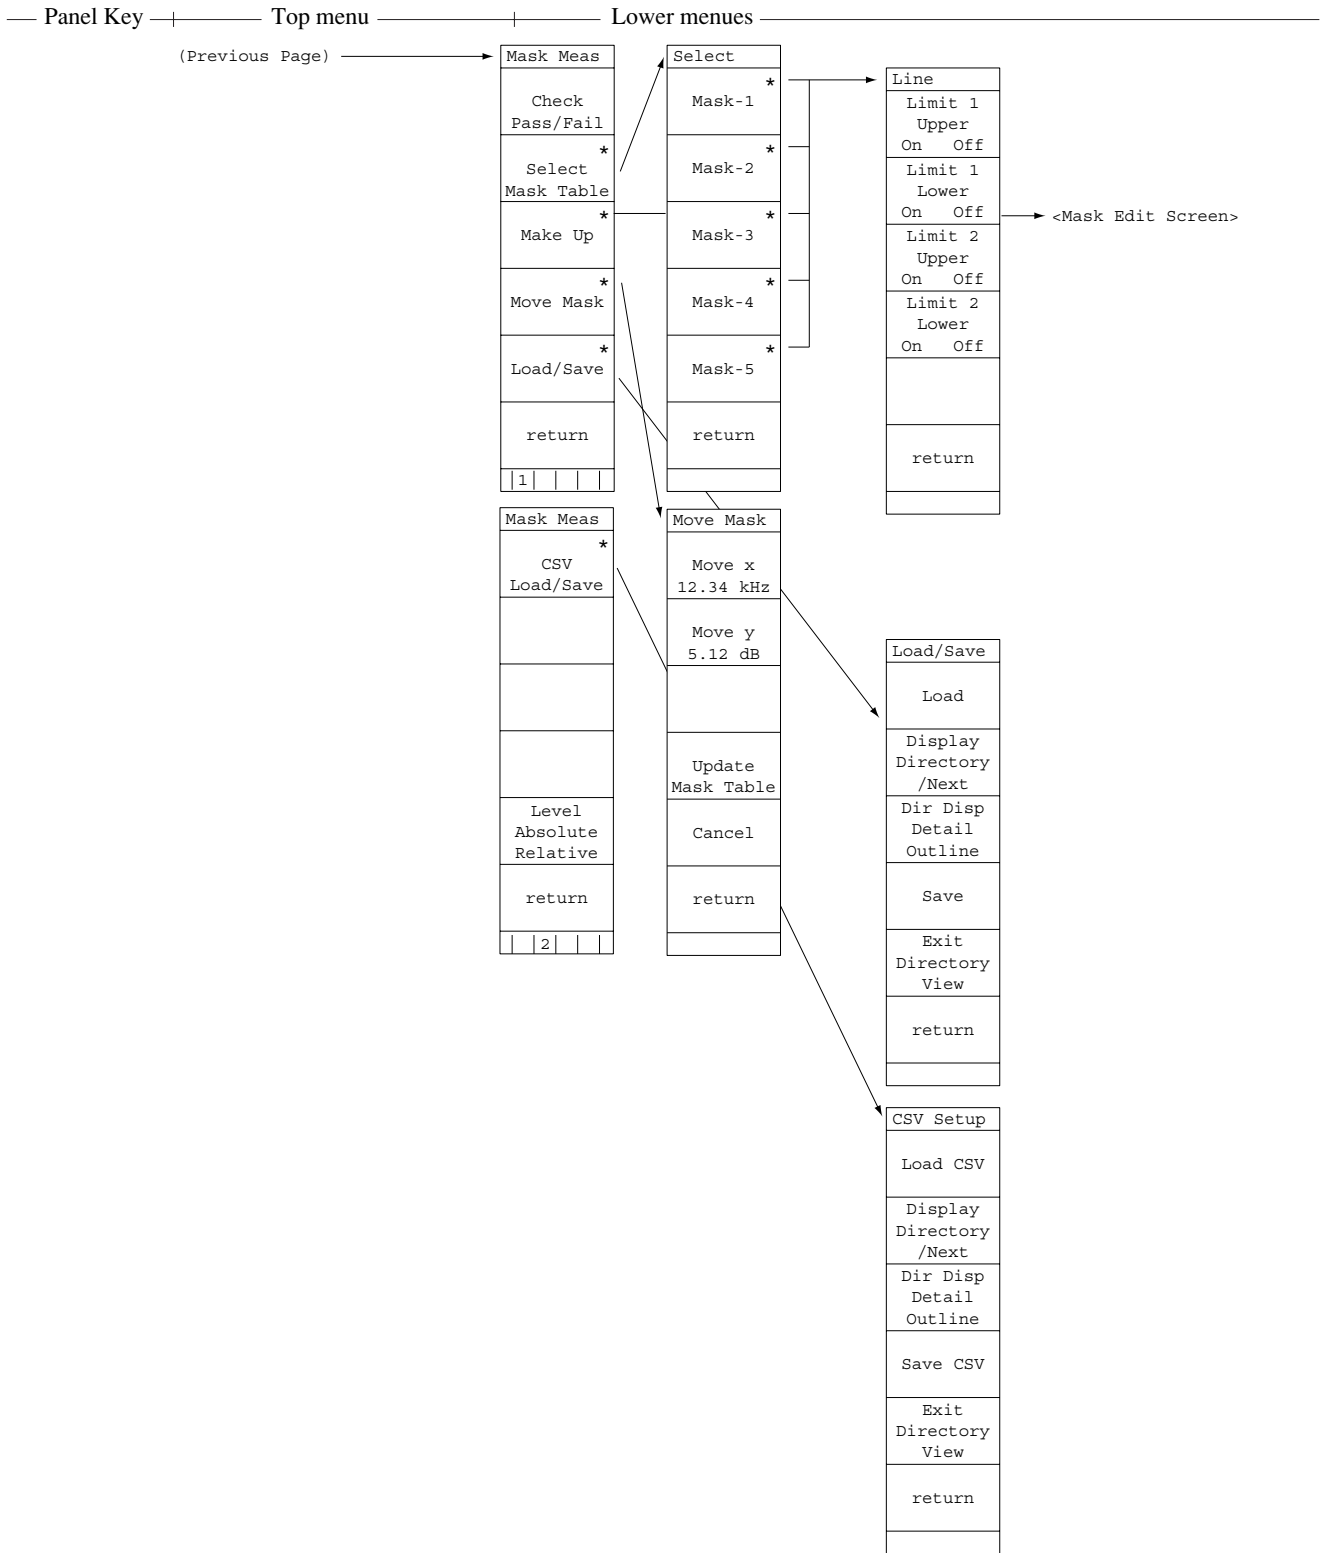 Panel Key Top menu Lower menues
(Previous Page)
Mask Meas
Check
Pass/Fail
*
Select
Mask Table
*
Make Up
*
Move Mask
*
Load/Save
return
1
Select
*
Mask-1
*
Mask-2
*
Mask-3
*
Mask-4
*
Mask-5
return
Line
Limit 1
Upper
On Off
Limit 1
Lower
On Off
Limit 2
Upper
On Off
Limit 2
Lower
On Off
return
<Mask Edit Screen>
Mask Meas
*
CSV
Load/Save
Level
Absolute
Relative
return
2
Move Mask
Move x
12.34 kHz
Move y
5.12 dB
Update
Mask Table
Cancel
return
Load/Save
Load
Display
Directory
/Next
Dir Disp
Detail
Outline
Save
Exit
Directory
View
return
CSV Setup
Load CSV
Display
Directory
/Next
Dir Disp
Detail
Outline
Save CSV
Exit
Directory
View
return